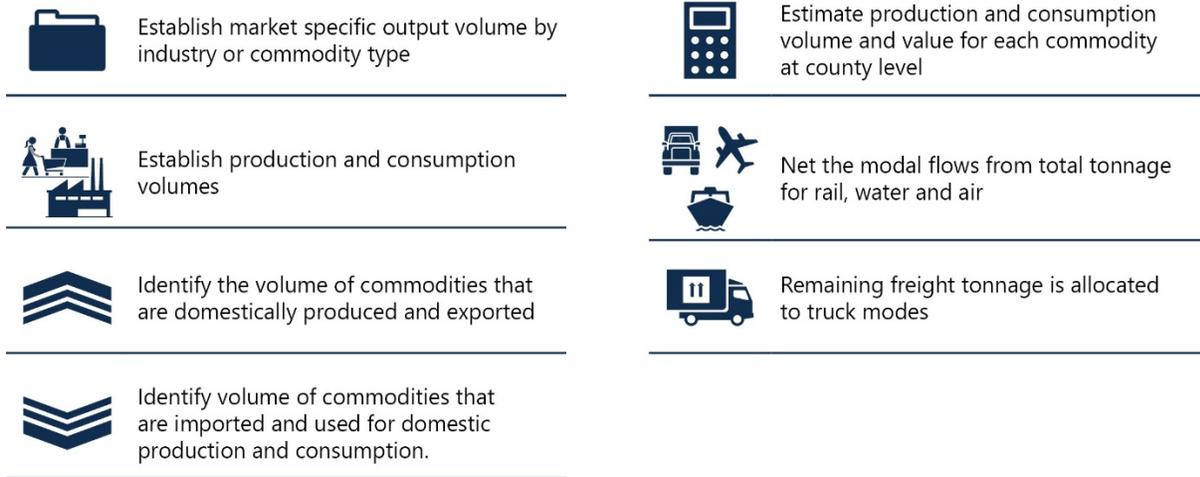 Establish market specific output volume by
industry or commodity type
Establish production and consumption
volumes
Identify the volume of commodities that
are domestically produced and exported
Identify volume of commodities that
are imported and used for domestic
production and consumption.
Estimate production and consumption
volume and value for each commodity
at county level
Net the modal flows from total tonnage
for rail, water and air
Remaining freight tonnage is allocated
to truck modes